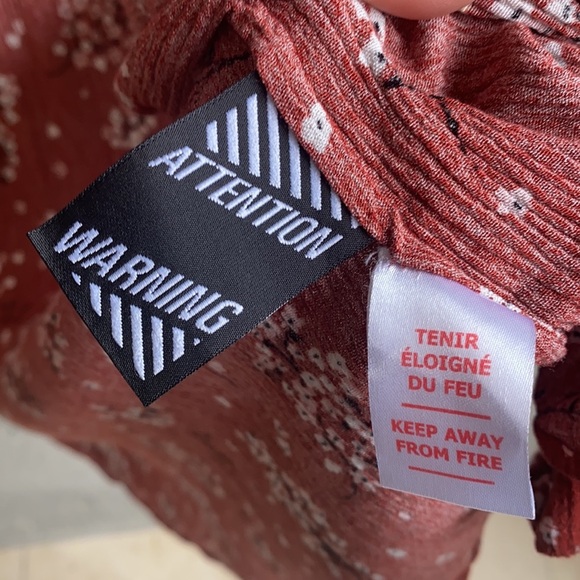 ATTENTION
WARNING
TENIR
ÉLOIGNÉ
DU FEU
KEEP AWAY
FROM FIRE